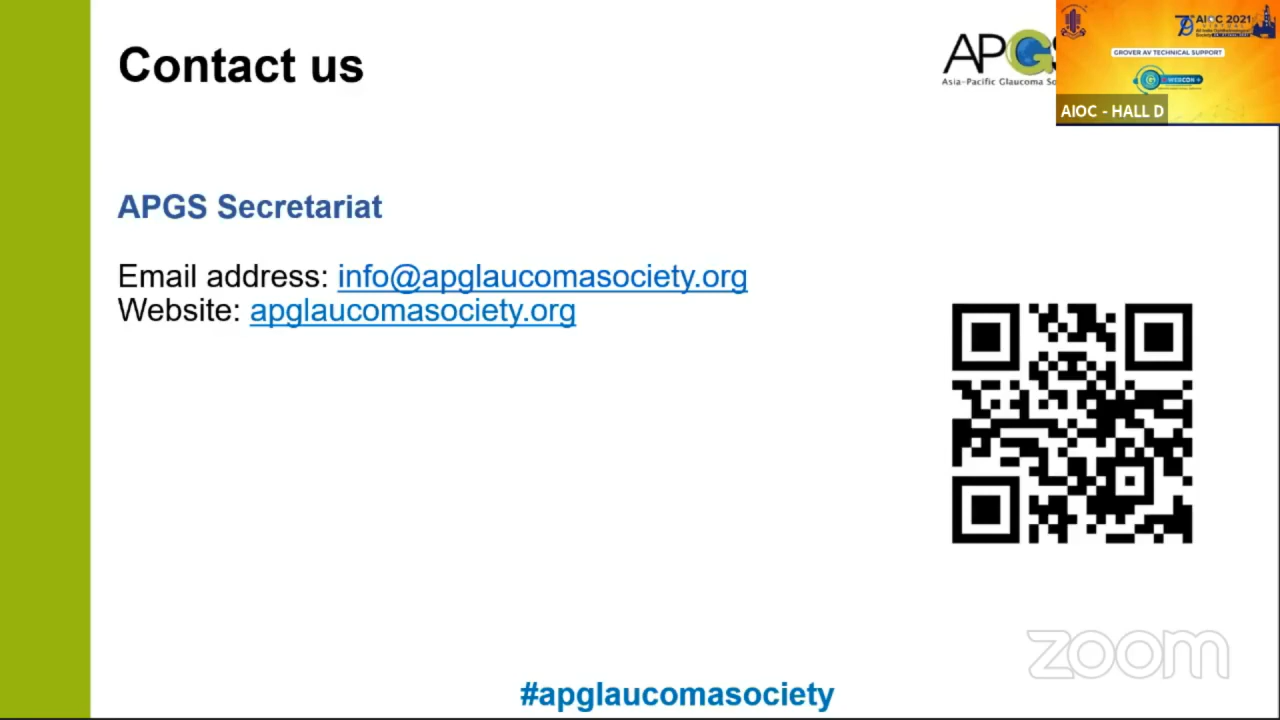 Contact us
APGS
Asia-Pacific Glaucoma So
AIOC 2021
GROVER AV TECHNICAL SUPPORT
AIOC - HALL D
APGS Secretariat
Email address: info@apglaucomasociety.org
Website: apglaucomasociety.org
zoom
#apglaucomasociety